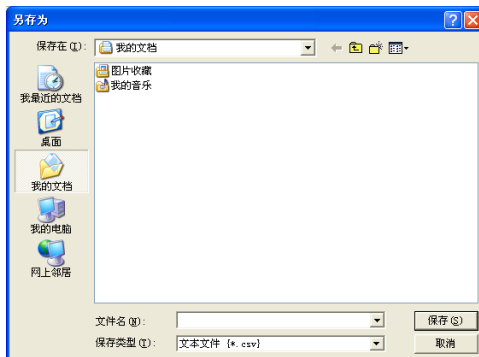 另存为
保存在(I):
我的文档
图片收藏
我的音乐
我最近的文档
桌面
我的文档
我的电脑
网上邻居
文件名(N):
保存(S)
保存类型(T):
文本文件 {*.csv}
取消